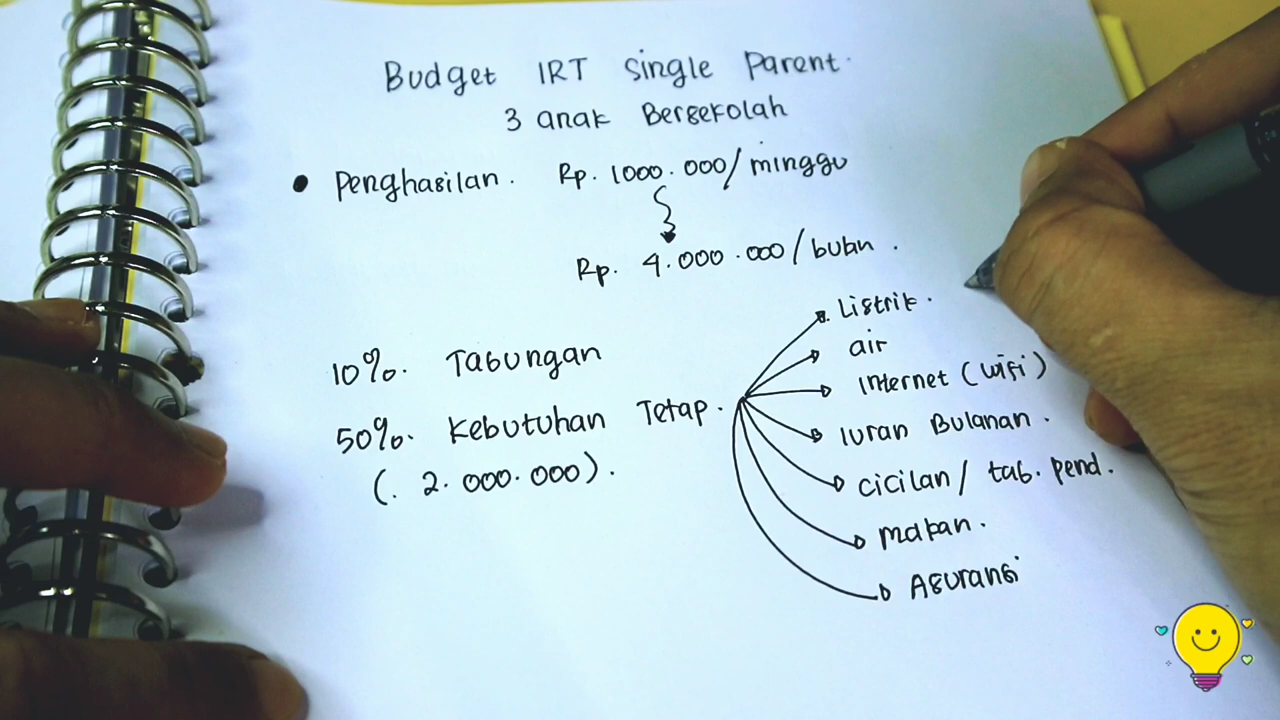 Budget IRT Single Parent.
3 anak Bersekolah
• Penghasilan. Rp. 1000.000/minggu
Rp. 4.000.000/bulan.
10%. Tabungan
50%. Kebutuhan Tetap.
(. 2.000.000).
Listrik.
air
Internet (wifi)
Iuran Bulanan.
cicilan / tab. pend.
makan.
Asuransi